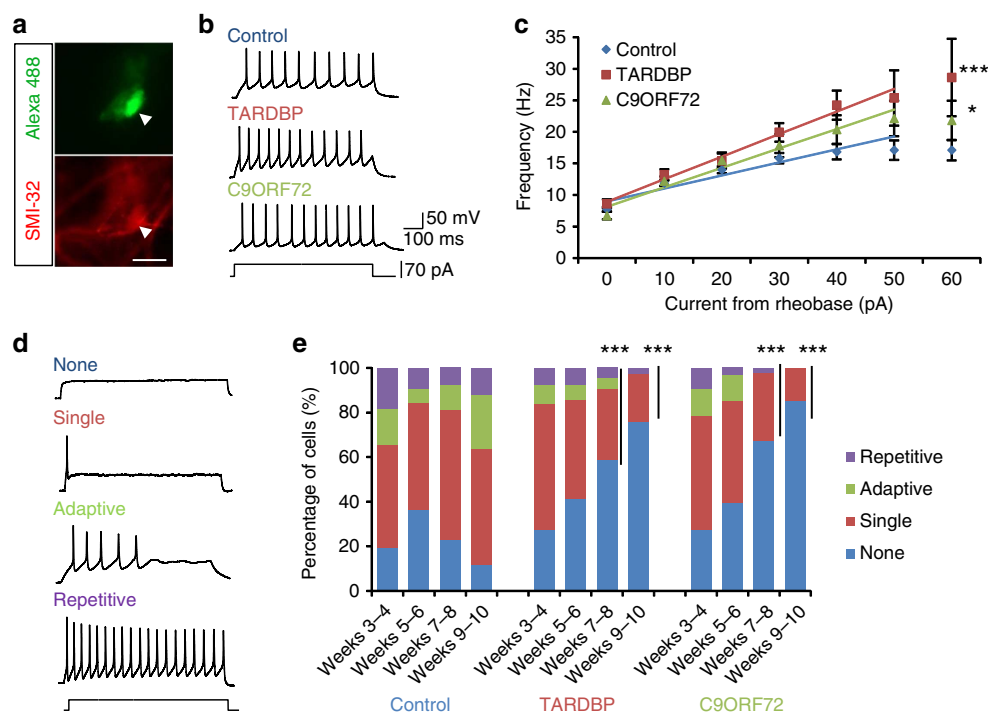 a
Alexa 488
SMI-32
b
Control
TARDBP
C9ORF72
50 mV
100 ms
70 pA
c
Control
TARDBP
C9ORF72
***
*
Frequency (Hz)
35
30
25
20
15
10
5
0
0 10 20 30 40 50 60
Current from rheobase (pA)
d
None
Single
Adaptive
Repetitive
e
*** *** *** ***
Percentage of cells (%)
100
80
60
40
20
0
Repetitive
Adaptive
Single
None
Weeks 3–4 Weeks 5–6 Weeks 7–8 Weeks 9–10 Weeks 3–4 Weeks 5–6 Weeks 7–8 Weeks 9–10 Weeks 3–4 Weeks 5–6 Weeks 7–8 Weeks 9–10
Control TARDBP C9ORF72